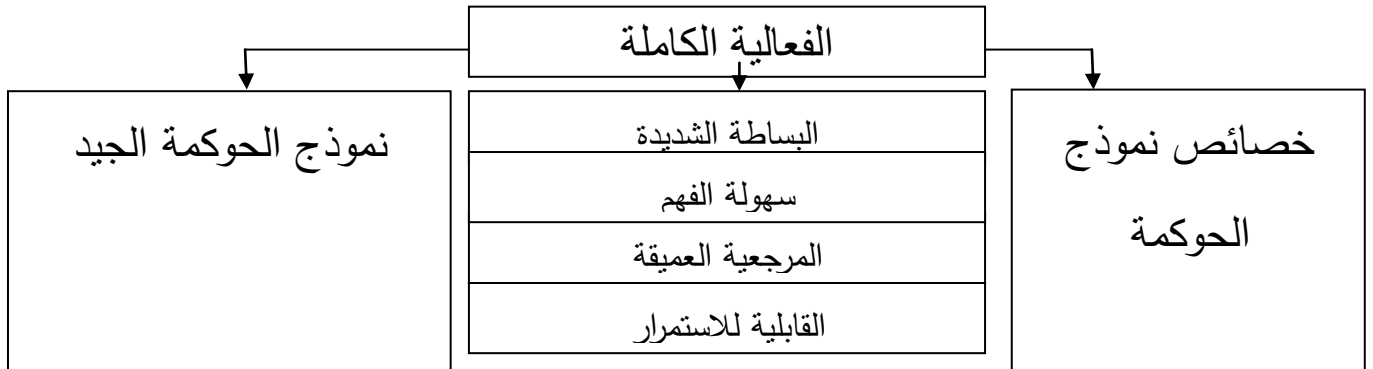 الفعالية الكاملة
خصائص نموذج
الحوكمة
البساطة الشديدة
سهولة الفهم
المرجعية العميقة
القابلية للاستمرار
نموذج الحوكمة الجيد